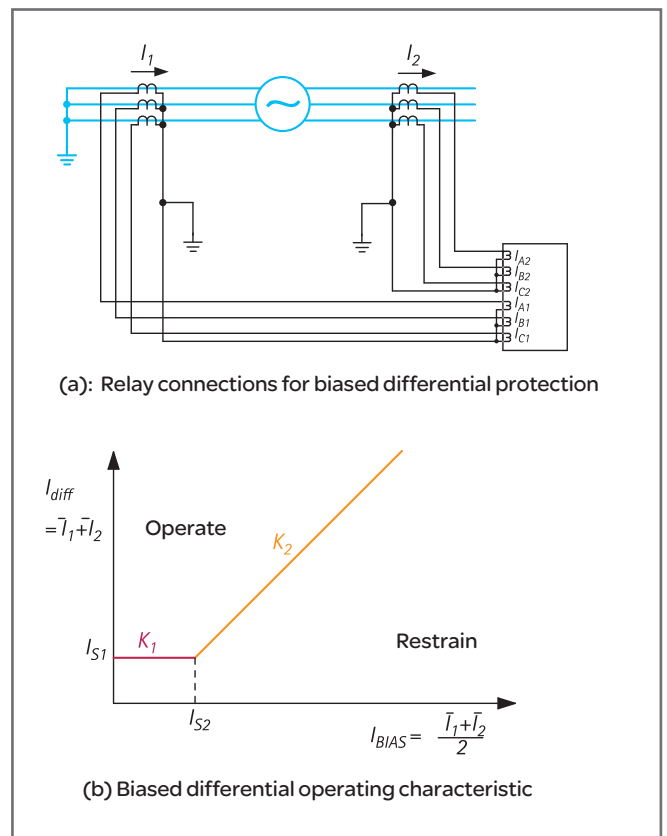 I1
I2
IA2
IB2
IC2
IA1
IB1
IC1
(a): Relay connections for biased differential protection
Idiff
=Ī1+Ī2
Operate
K2
K1
Restrain
IS1
IS2
IBIAS = Ī1+Ī2
2
(b) Biased differential operating characteristic